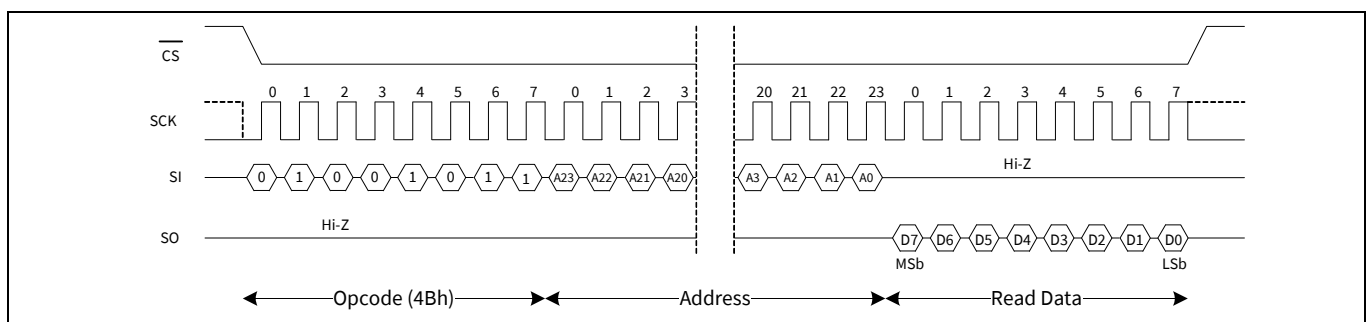 CS
0 1 2 3 4 5 6 7 0 1 2 3 20 21 22 23 0 1 2 3 4 5 6 7
SCK
SI 0 1 0 0 1 0 1 1 A23 A22 A21 A20 A3 A2 A1 A0 Hi-Z
Hi-Z
SO D7 D6 D5 D4 D3 D2 D1 D0
MSb LSb
Opcode (4Bh) Address Read Data